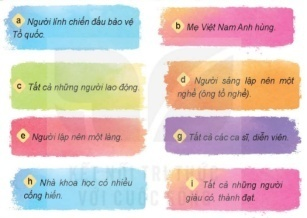 a Người lính chiến đấu bảo vệ
Tổ quốc.
b Mẹ Việt Nam Anh hùng.
c Tất cả những người lao động.
d Người sáng lập nên một
nghề (ông tổ nghề).
e Người lập nên một làng.
g Tất cả các ca sĩ, diễn viên.
h Nhà khoa học có nhiều
cống hiến.
i Tất cả những người
giàu có, thành đạt.